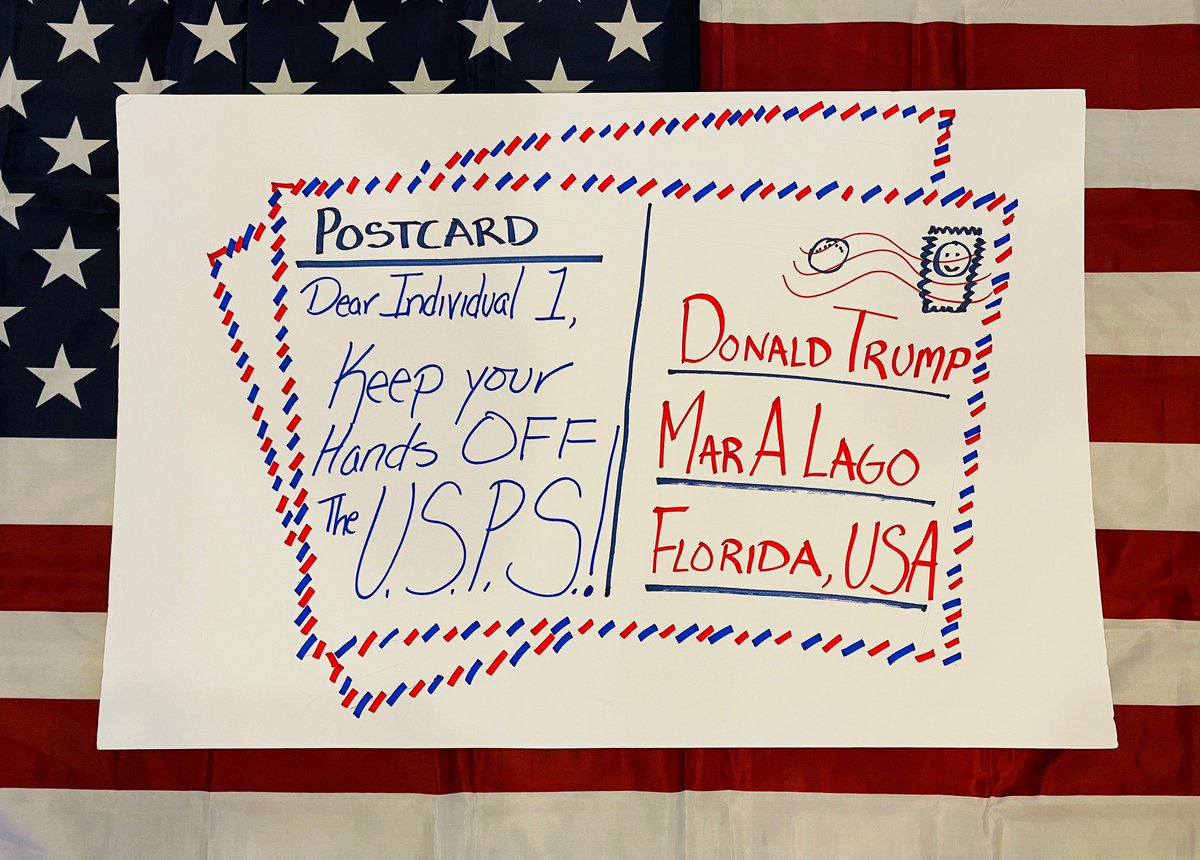 POSTCARD
Dear Individual 1,
Keep your
Hands OFF
The U.S.P.S.!
DONALD TRUMP
MAR A LAGO
FLORIDA, USA